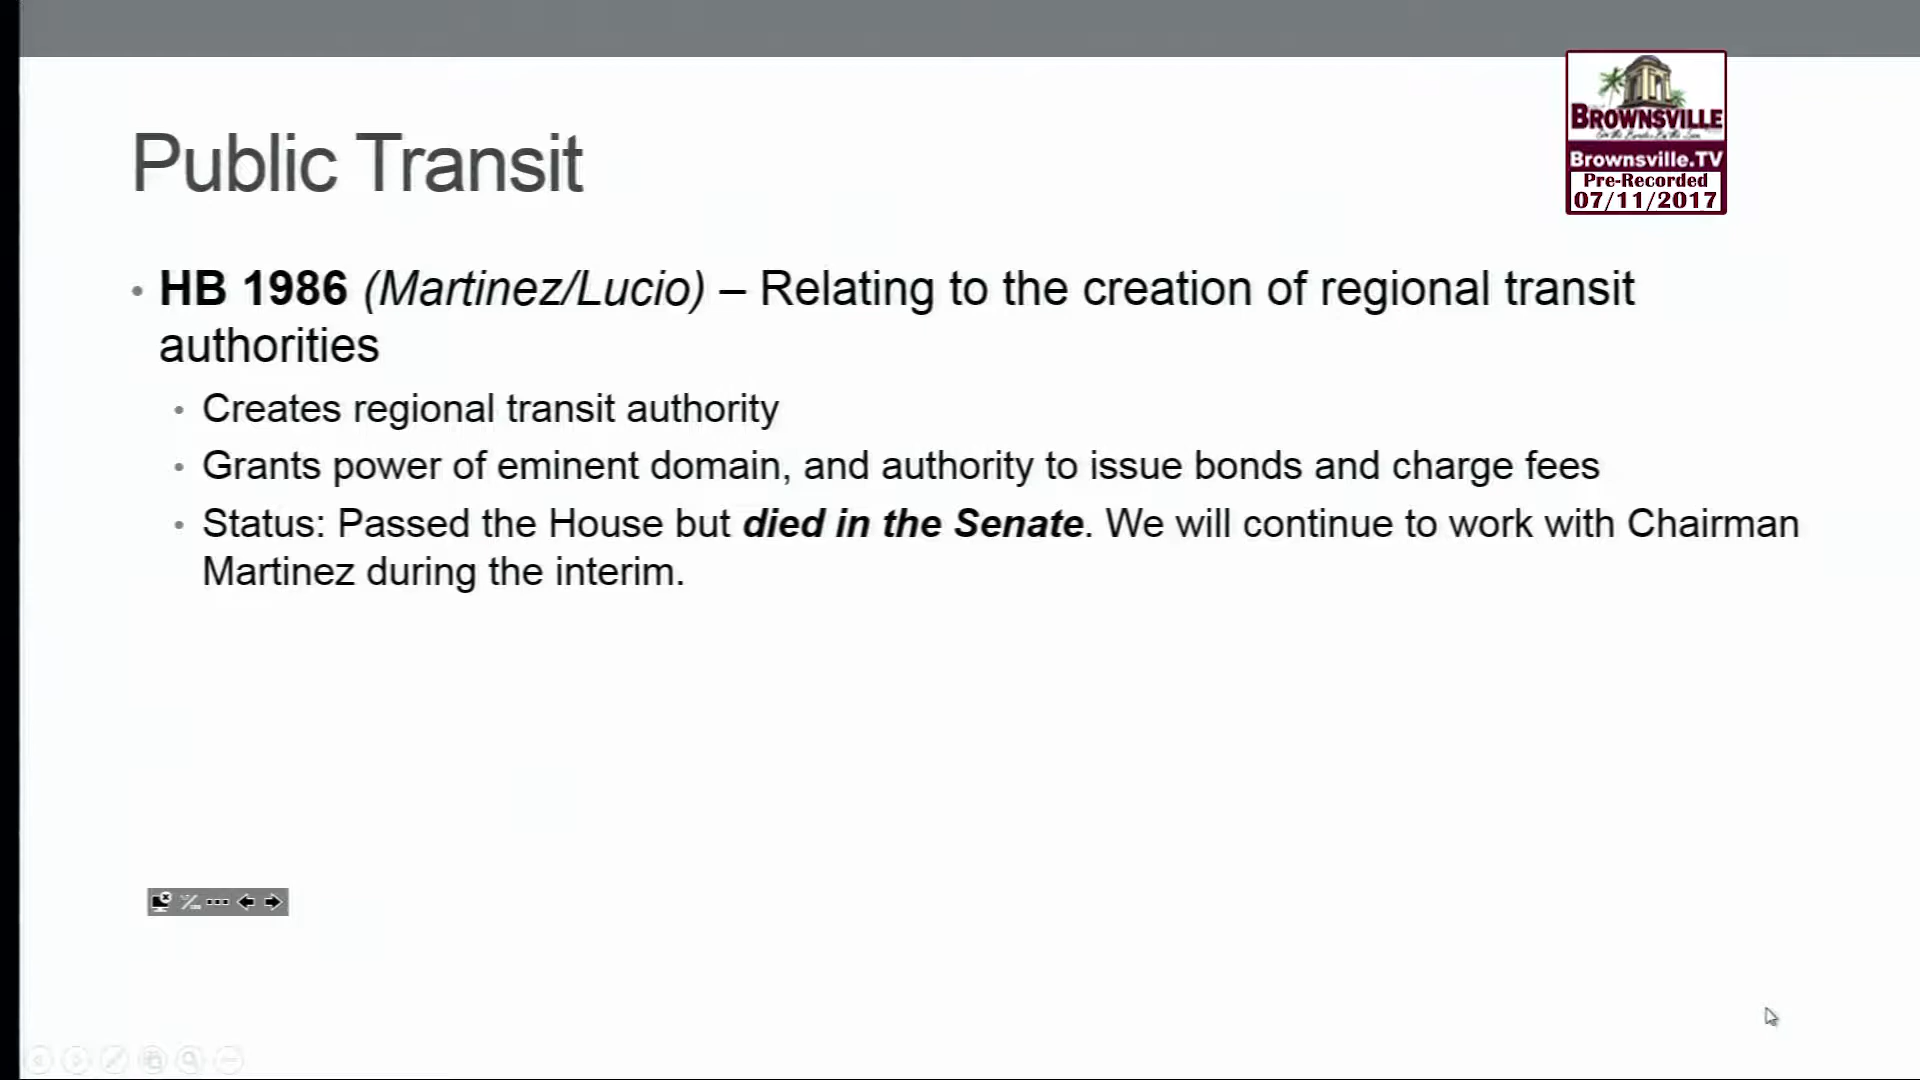 Public Transit
BROWNSVILLE
Brownsville.TV
Pre-Recorded
07/11/2017
• HB 1986 (Martinez/Lucio) – Relating to the creation of regional transit
authorities
• Creates regional transit authority
• Grants power of eminent domain, and authority to issue bonds and charge fees
• Status: Passed the House but died in the Senate. We will continue to work with Chairman
Martinez during the interim.